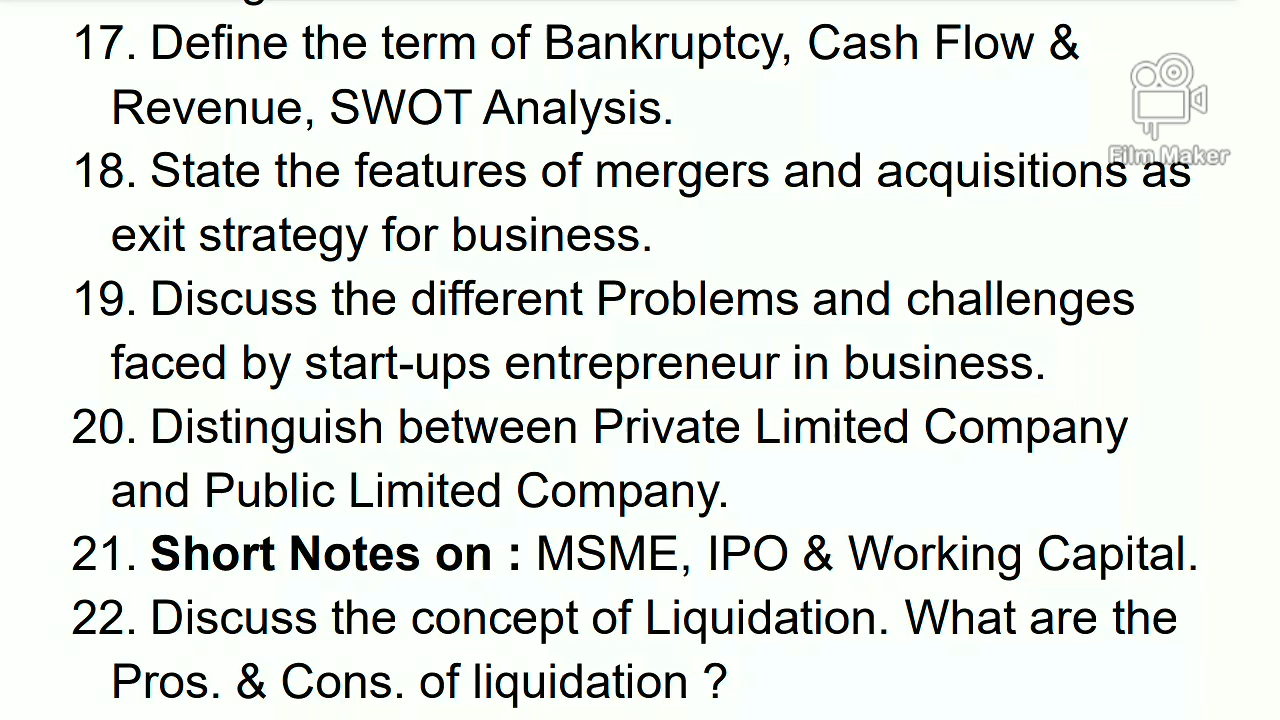 17. Define the term of Bankruptcy, Cash Flow &
Revenue, SWOT Analysis.
Film Maker
18. State the features of mergers and acquisitions as
exit strategy for business.
19. Discuss the different Problems and challenges
faced by start-ups entrepreneur in business.
20. Distinguish between Private Limited Company
and Public Limited Company.
21. Short Notes on : MSME, IPO & Working Capital.
22. Discuss the concept of Liquidation. What are the
Pros. & Cons. of liquidation ?